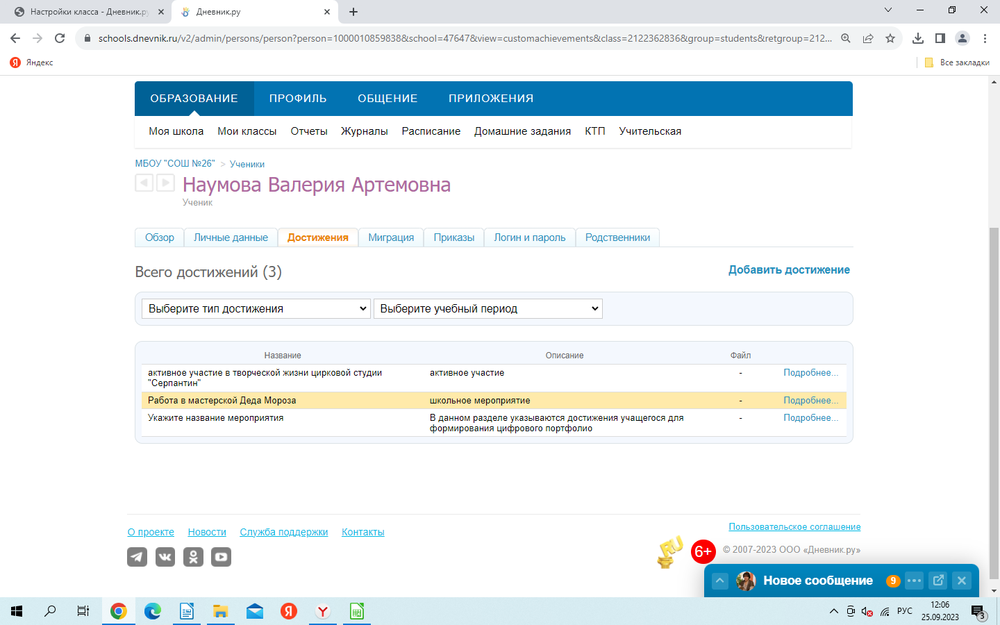 Настройки класса - Дневник.ру
Дневник.ру
schools.dnevnik.ru/v2/admin/persons/person?person=1000010859838&school=47647&view=customachievements&class=2122362836&group=students&retgroup=212...
Яндекс
Все закладки
ОБРАЗОВАНИЕ ПРОФИЛЬ ОБЩЕНИЕ ПРИЛОЖЕНИЯ
Моя школа Мои классы Отчеты Журналы Расписание Домашние задания КТП Учительская
МБОУ "СОШ №26" > Ученики
Наумова Валерия Артемовна
Ученик
Обзор Личные данные Достижения Миграция Приказы Логин и пароль Родственники
Всего достижений (3)
Добавить достижение
Выберите тип достижения Выберите учебный период
Название Описание Файл
активное участие в творческой жизни цирковой студии
"Серпантин"
активное участие - Подробнее...
Работа в мастерской Деда Мороза школьное мероприятие - Подробнее...
Укажите название мероприятия
В данном разделе указываются достижения учащегося для
формирования цифрового портфолио
- Подробнее...
О проекте Новости Служба поддержки Контакты
Пользовательское соглашение
RU
6+
© 2007-2023 ООО «Дневник.ру»
Новое сообщение 9
РУС
12:06
25.09.2023
3